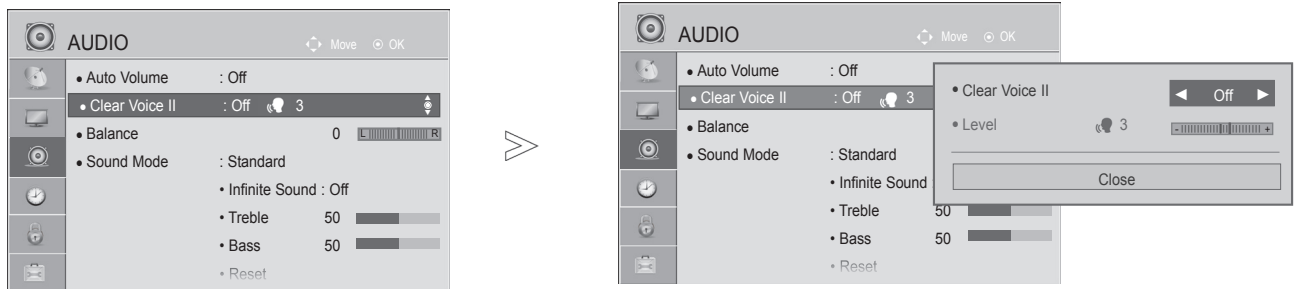 AUDIO
Move OK
• Auto Volume : Off
• Clear Voice II : Off 3
• Balance 0 L R
• Sound Mode : Standard
• Infinite Sound : Off
• Treble 50
• Bass 50
• Reset
AUDIO
Move OK
• Auto Volume : Off
• Clear Voice II : Off 3
• Balance
• Sound Mode : Standard
• Infinite Sound :
• Treble 50
• Bass 50
• Reset
• Clear Voice II ◄ Off ►
• Level 3 - +
Close